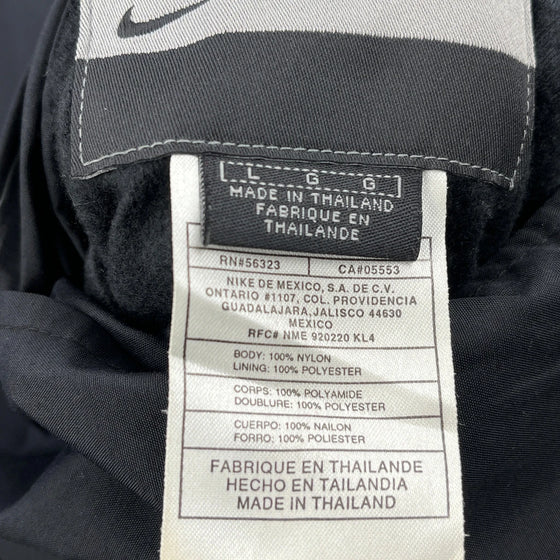 L G G
MADE IN THAILAND
FABRIQUE EN
THAILANDE
RN#56323 CA#05553
NIKE DE MEXICO, S.A. DE C.V.
ONTARIO #1107, COL. PROVIDENCIA
GUADALAJARA, JALISCO 44630
MEXICO
RFC# NME 920220 KL4
BODY: 100% NYLON
LINING: 100% POLYESTER
CORPS: 100% POLYAMIDE
DOUBLURE: 100% POLYESTER
CUERPO: 100% NAILON
FORRO: 100% POLIESTER
FABRIQUE EN THAILANDE
HECHO EN TAILANDIA
MADE IN THAILAND